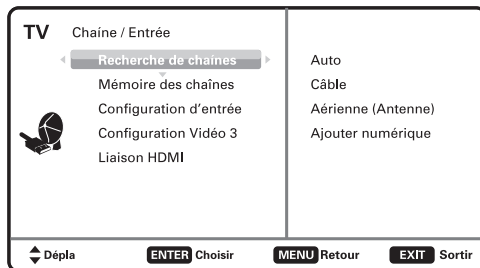 TV Chaîne / Entrée
Recherche de chaînes
Mémoire des chaînes
Configuration d'entrée
Configuration Vidéo 3
Liaison HDMI
Auto
Câble
Aérienne (Antenne)
Ajouter numérique
Dépla ENTER Choisir MENU Retour EXIT Sortir